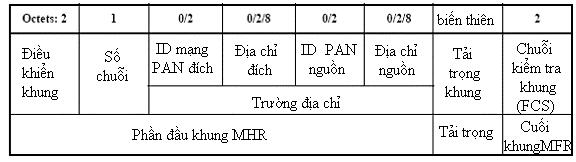 Octets: 2 1 0/2 0/2/8 0/2 0/2/8 biến thiên 2
Điều khiển khung
Số chuỗi
ID mạng PAN đích
Địa chỉ đích
ID PAN nguồn
Địa chỉ nguồn
Tải trọng khung
Chuỗi kiểm tra khung (FCS)
Trường địa chỉ
Phần đầu khung MHR
Tải trọng
Cuối khungMFR